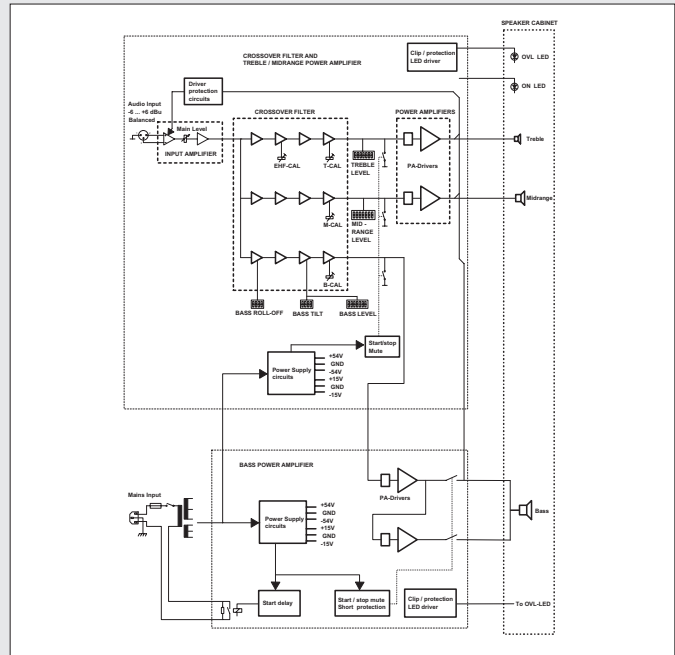 SPEAKER CABINET
CROSSOVER FILTER AND
TREBLE / MIDRANGE POWER AMPLIFIER
Clip / protection
LED driver
OVL LED
ON LED
Driver
protection
circuits
Audio Input
-6 ... +6 dBu
Balanced
Main Level
INPUT AMPLIFIER
CROSSOVER FILTER
POWER AMPLIFIERS
EHF-CAL
T-CAL
TREBLE
LEVEL
PA-Drivers
Treble
M-CAL
MID -
RANGE
LEVEL
Midrange
B-CAL
BASS ROLL-OFF
BASS TILT
BASS LEVEL
Start/stop
Mute
Power Supply
circuits
+54V
GND
-54V
+15V
GND
-15V
BASS POWER AMPLIFIER
Mains Input
Power Supply
circuits
+54V
GND
-54V
+15V
GND
-15V
PA-Drivers
Bass
Start delay
Start / stop mute
Short protection
Clip / protection
LED driver
To OVL-LED